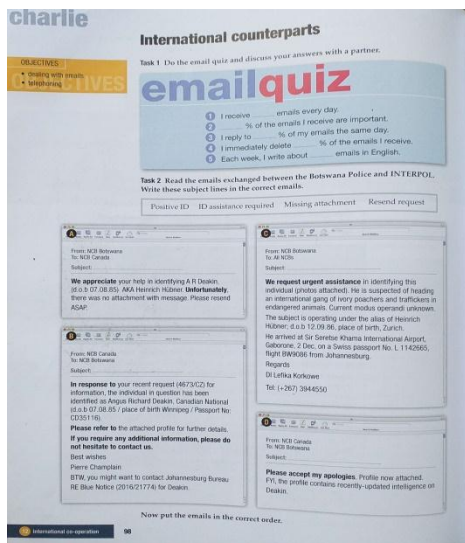 charlie
International counterparts
OBJECTIVES
• dealing with emails
• telephoning
Task 1 Do the email quiz and discuss your answers with a partner.
emailquiz
1 I receive ______ emails every day.
2 ______ % of the emails I receive are important.
3 I reply to ______ % of my emails the same day.
4 I immediately delete ______ % of the emails I receive.
5 Each week, I write about ______ emails in English.
Task 2 Read the emails exchanged between the Botswana Police and INTERPOL.
Write these subject lines in the correct emails.
Positive ID ID assistance required Missing attachment Resend request
A
From: NCB Botswana
To: NCB Canada
Subject:
We appreciate your help in identifying A R Deakin,
(d.o.b 07.08.85) AKA Heinrich Hübner. Unfortunately,
there was no attachment with message. Please resend
ASAP.
B
From: NCB Canada
To: NCB Botswana
Subject:
In response to your recent request (4673/CZ) for
information, the individual in question has been
identified as Angus Richard Deakin, Canadian National
(d.o.b 07.08.85 / place of birth Winnipeg / Passport No:
CD35116).
Please refer to the attached profile for further details.
If you require any additional information, please do
not hesitate to contact us.
Best wishes
Pierre Champlain
BTW, you might want to contact Johannesburg Bureau
RE Blue Notice (2016/21774) for Deakin.
C
From: NCB Botswana
To: All NCBs
Subject:
We request urgent assistance in identifying this
individual (photos attached). He is suspected of heading
an international gang of ivory poachers and traffickers in
endangered animals. Current modus operandi unknown.
The subject is operating under the alias of Heinrich
Hübner, d.o.b 12.09.86, place of birth, Zurich.
He arrived at Sir Seretse Khama International Airport,
Gaborone, 2 Dec, on a Swiss passport No. L 1142665,
flight BW9086 from Johannesburg.
Regards
DI Lefika Korkowe
Tel: (+267) 3944550
D
From: NCB Canada
To: NCB Botswana
Subject:
Please accept my apologies. Profile now attached.
FYI, the profile contains recently-updated intelligence on
Deakin.
Now put the emails in the correct order.
12 International co-operation 98